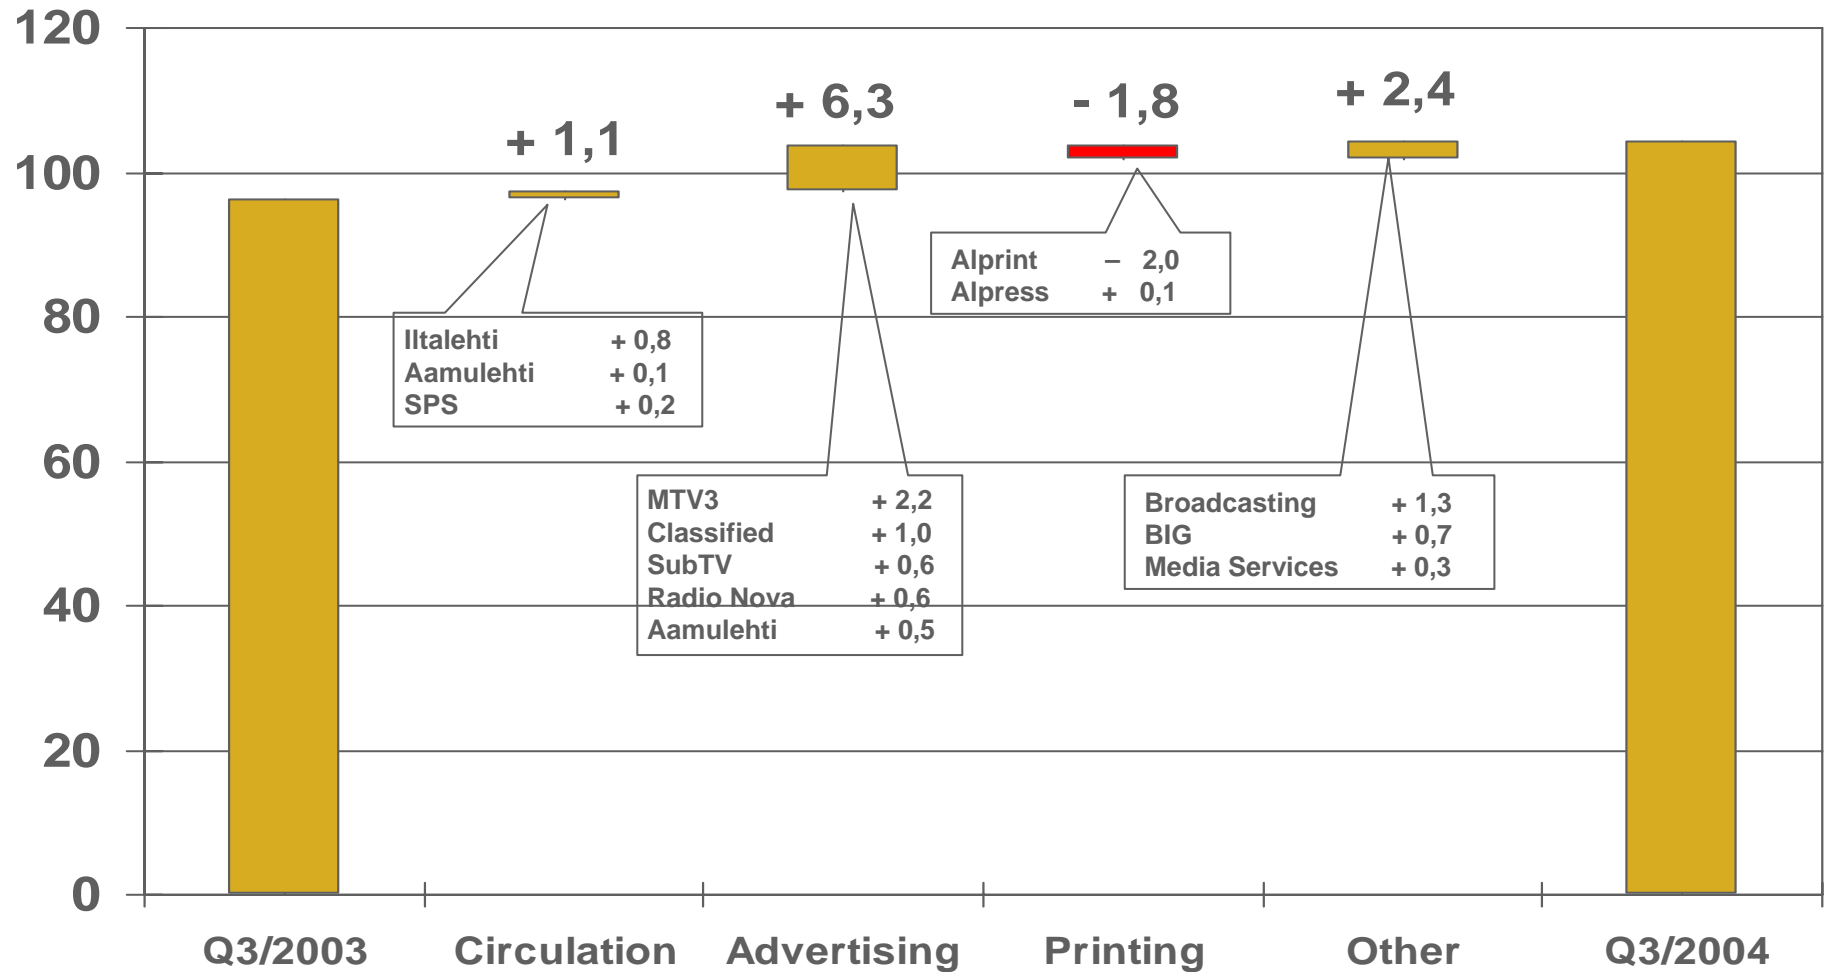 120
100
80
60
40
20
0
+ 1,1
+ 6,3
- 1,8
+ 2,4
Iltalehti + 0,8
Aamulehti + 0,1
SPS + 0,2
MTV3 + 2,2
Classified + 1,0
SubTV + 0,6
Radio Nova + 0,6
Aamulehti + 0,5
Alprint – 2,0
Alpress + 0,1
Broadcasting + 1,3
BIG + 0,7
Media Services + 0,3
Q3/2003 Circulation Advertising Printing Other Q3/2004